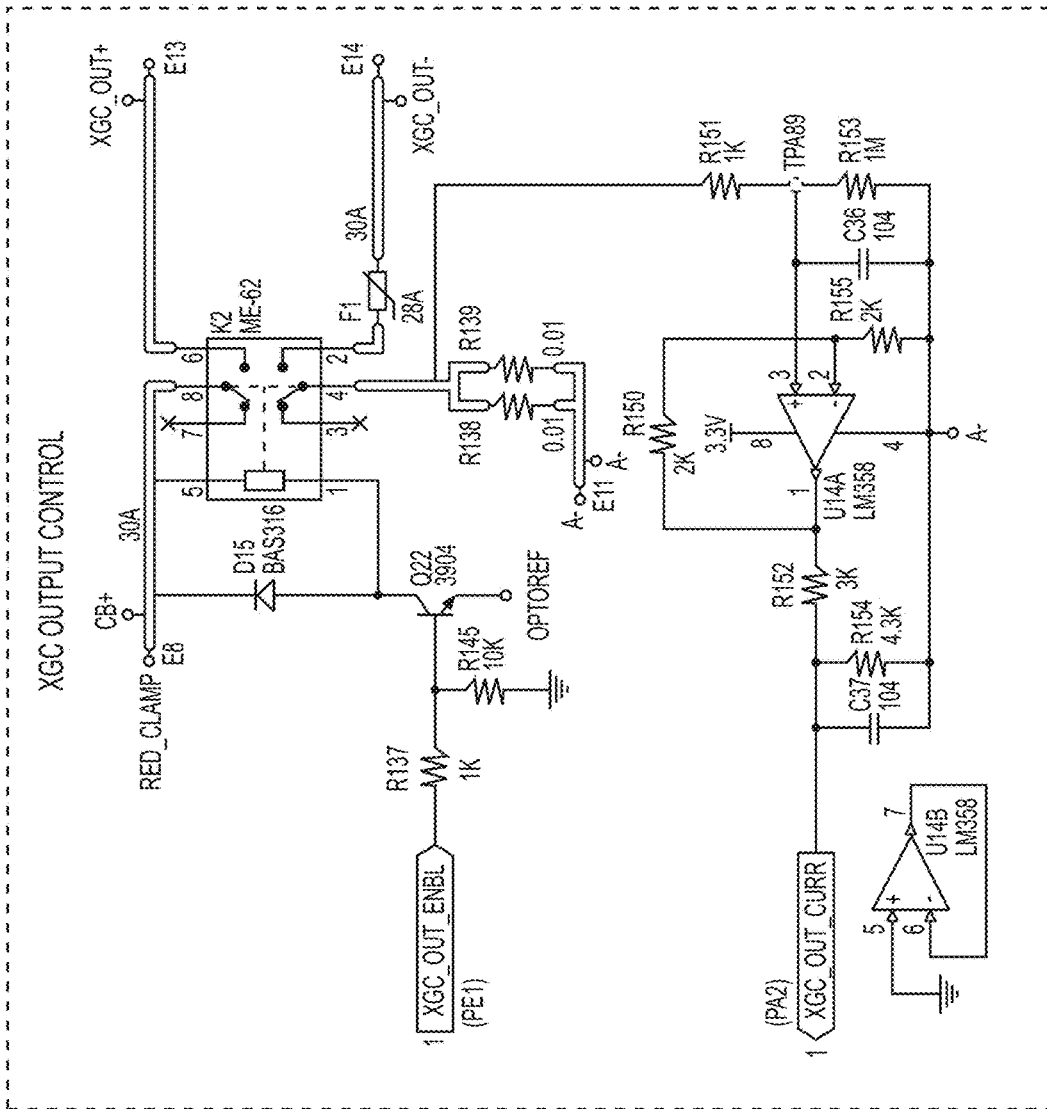 XGC OUTPUT CONTROL
RED_CLAMP
E8
CB+
30A
D15
BAS316
5
7
8
6
K2
ME-62
1
3
4
2
XGC_OUT+
E13
F1
28A
30A
E14
XGC_OUT-
1
XGC_OUT_ENBL
(PE1)
R137
1K
R145
10K
Q22
3904
OPTOREF
R138
R139
0.01
0.01
A-
E11
A-
R150
2K
3.3V
8
3
2
+
-
1
4
U14A
LM358
A-
R155
2K
C36
104
R151
1K
TPA89
R153
1M
R152
3K
R154
4.3K
C37
104
(PA2)
1
XGC_OUT_CURR
5
6
+
-
7
U14B
LM358